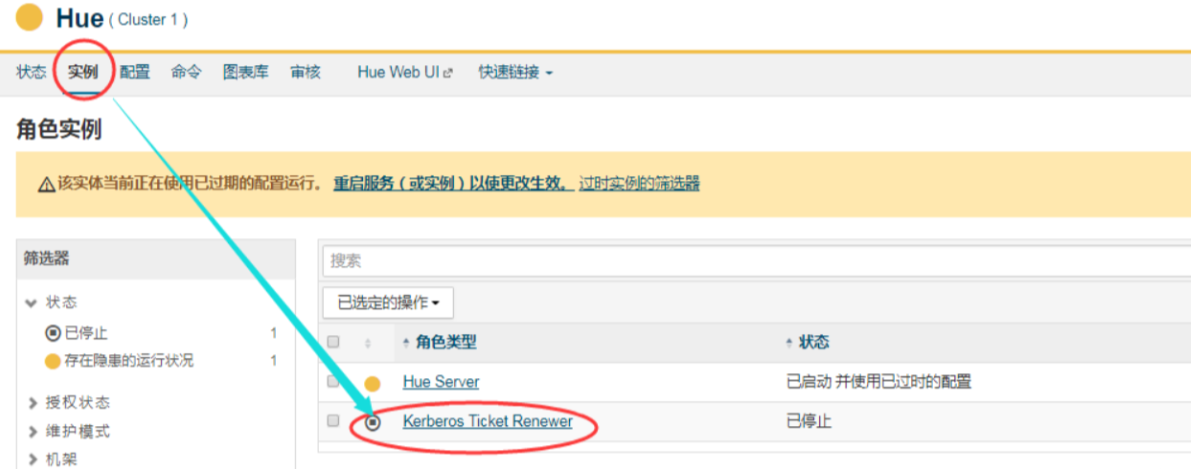 Hue ( Cluster 1 )
状态 实例 配置 命令 图表库 审核 Hue Web UI 快速链接
角色实例
该实体当前正在使用已过期的配置运行。 重启服务（或实例）以使更改生效。 过时实例的筛选器
筛选器
搜索
状态
已选定的操作
已停止 1
角色类型 状态
存在隐患的运行状况 1
Hue Server 已启动 并使用已过时的配置
授权状态
Kerberos Ticket Renewer 已停止
维护模式
机架